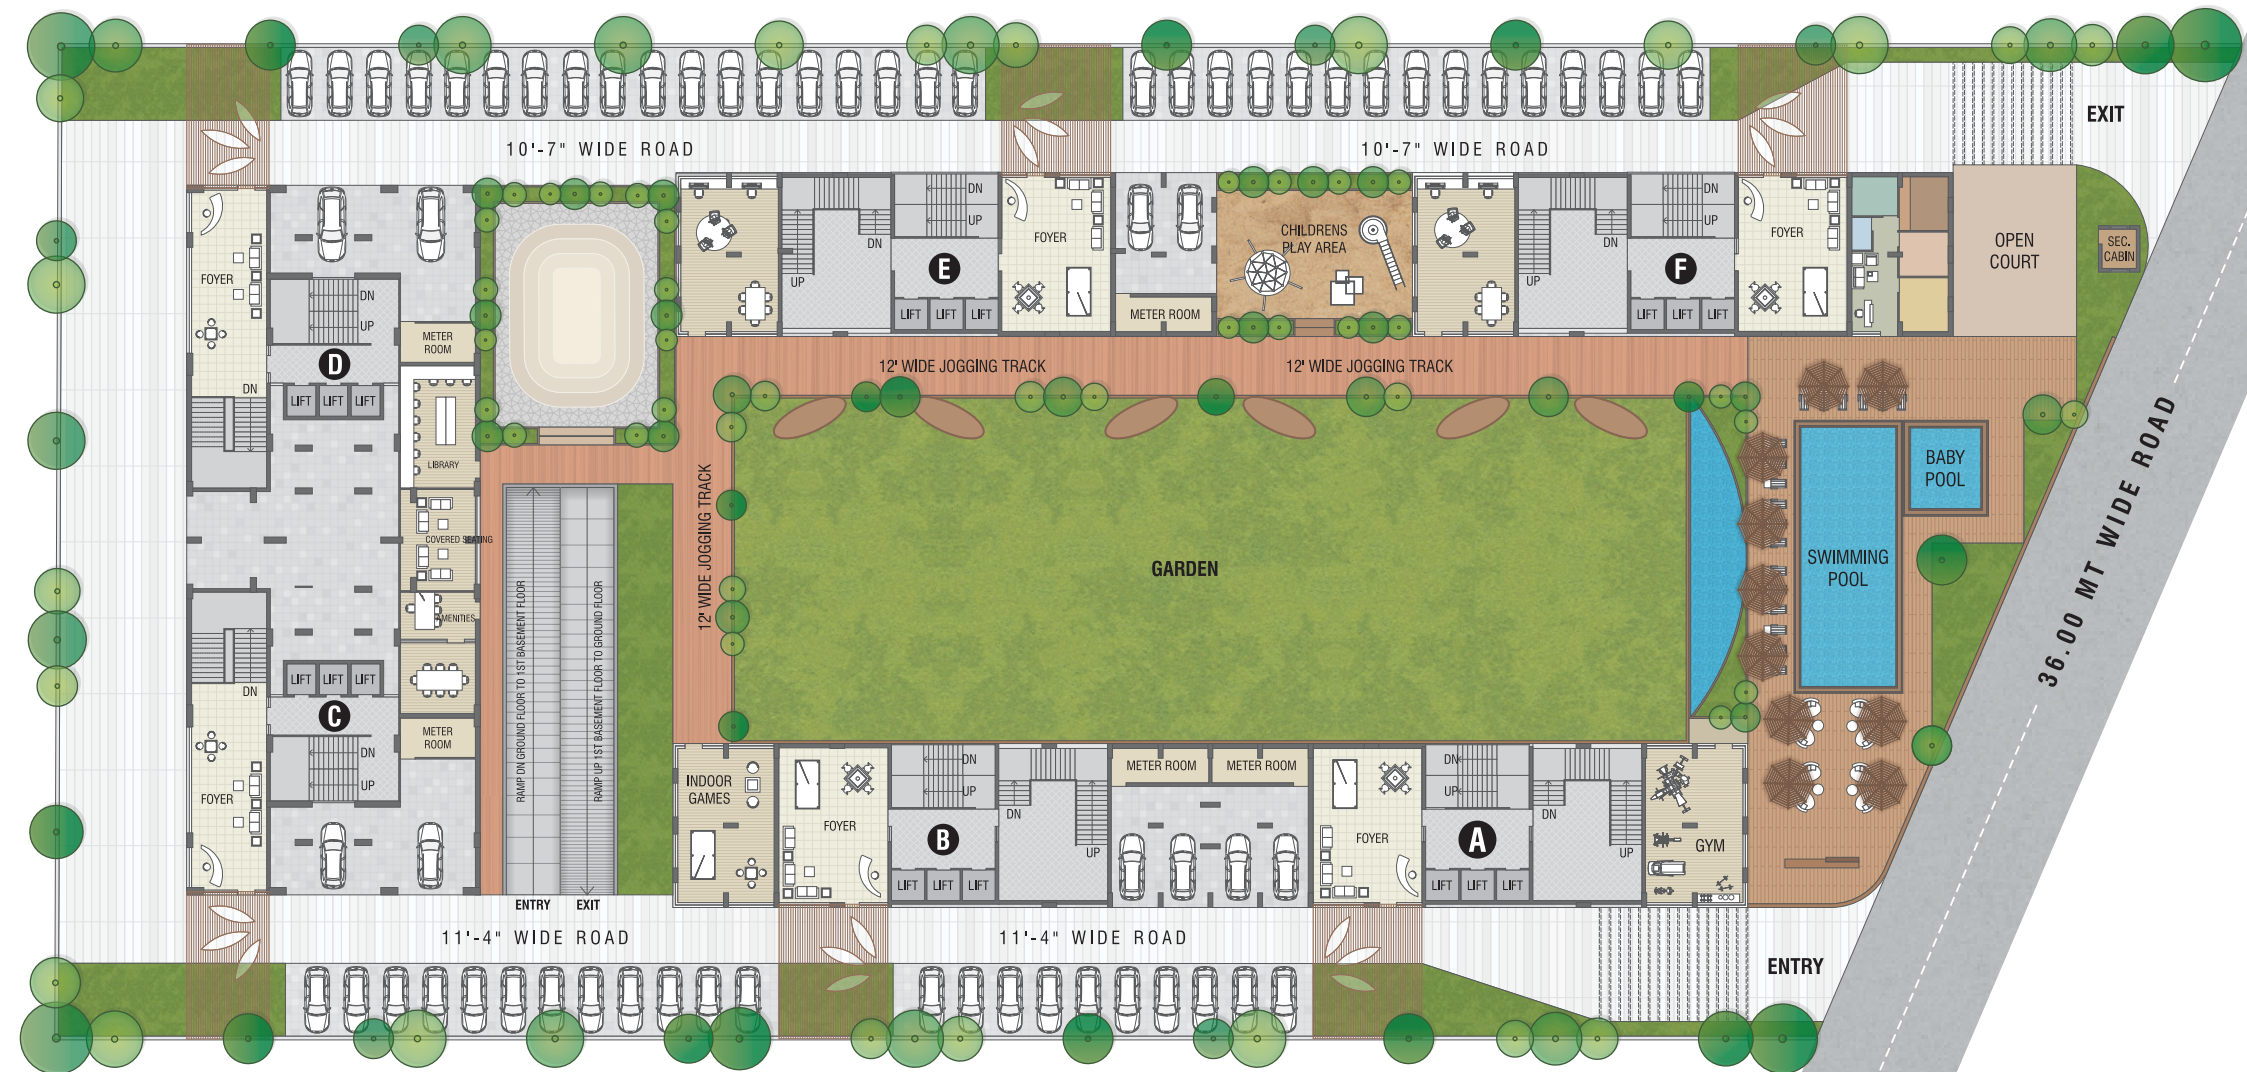 EXIT
10'-7" WIDE ROAD
10'-7" WIDE ROAD
FOYER
DN
UP
D
LIFT
LIFT
LIFT
DN
METER
ROOM
LIBRARY
COVERED SEATING
AMENITIES
LIFT
LIFT
LIFT
DN
C
DN
UP
METER
ROOM
FOYER
UP
DN
DN
UP
E
LIFT
LIFT
LIFT
FOYER
METER ROOM
CHILDRENS
PLAY AREA
UP
DN
DN
UP
F
LIFT
LIFT
LIFT
FOYER
OPEN
COURT
SEC.
CABIN
12' WIDE JOGGING TRACK
12' WIDE JOGGING TRACK
12' WIDE JOGGING TRACK
GARDEN
BABY
POOL
SWIMMING
POOL
36.00 MT WIDE ROAD
RAMP DN GROUND FLOOR TO 1ST BASEMENT FLOOR
RAMP UP 1ST BASEMENT FLOOR TO GROUND FLOOR
ENTRY
EXIT
INDOOR
GAMES
FOYER
DN
UP
B
LIFT
LIFT
LIFT
DN
UP
METER ROOM
METER ROOM
FOYER
DN
UP
A
LIFT
LIFT
LIFT
DN
UP
GYM
11'-4" WIDE ROAD
11'-4" WIDE ROAD
ENTRY